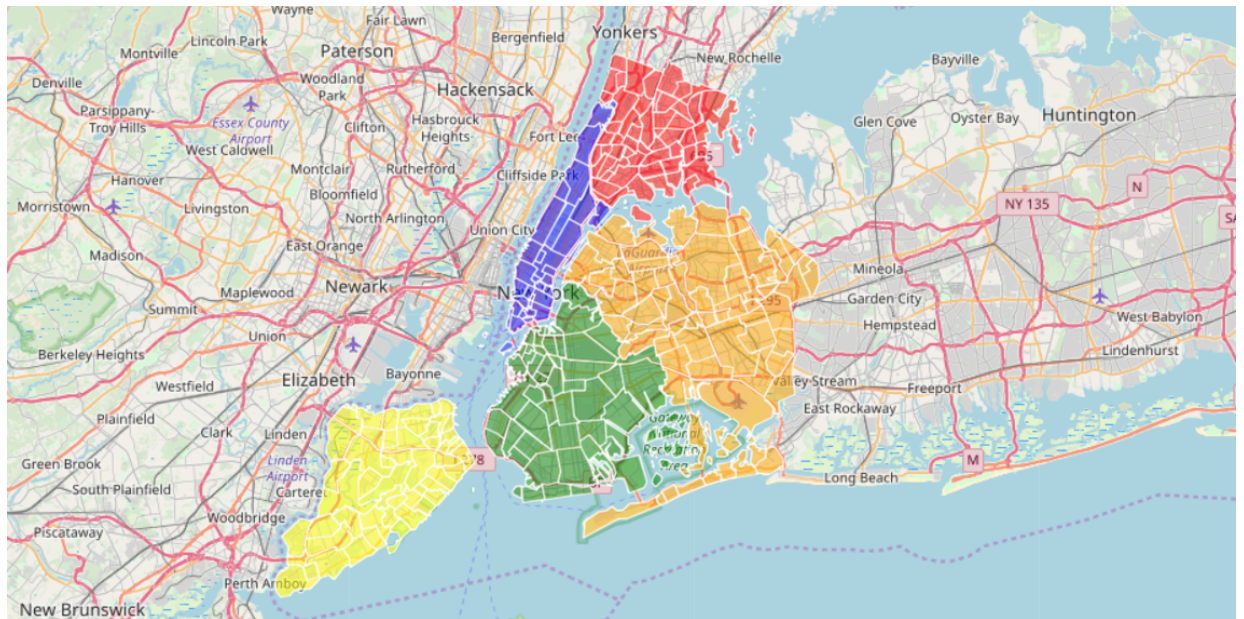 Wayne
Fair Lawn
Yonkers
Lincoln Park
Bergenfield
Montville
Paterson
New Rochelle
Bayville
Denville
Woodland
Park
Hackensack
Parsippany-
Troy Hills
Essex County
Airport
Clifton
Hasbrouck
Heights
Fort Lee
Glen Cove
Oyster Bay
Huntington
West Caldwell
Montclair
Rutherford
Cliffside Park
Hanover
Bloomfield
N
Morristown
Livingston
North Arlington
NY 135
Union City
East Orange
Madison
Mineola
Maplewood
Newark
New York
Garden City
Summit
Union
Hempstead
West Babylon
Berkeley Heights
Lindenhurst
Elizabeth
Bayonne
Valley Stream
Freeport
Westfield
East Rockaway
Plainfield
Clark
Linden
Green Brook
Linden
Airport
M
Long Beach
South Plainfield
Carteret
Woodbridge
Piscataway
Perth Amboy
New Brunswick